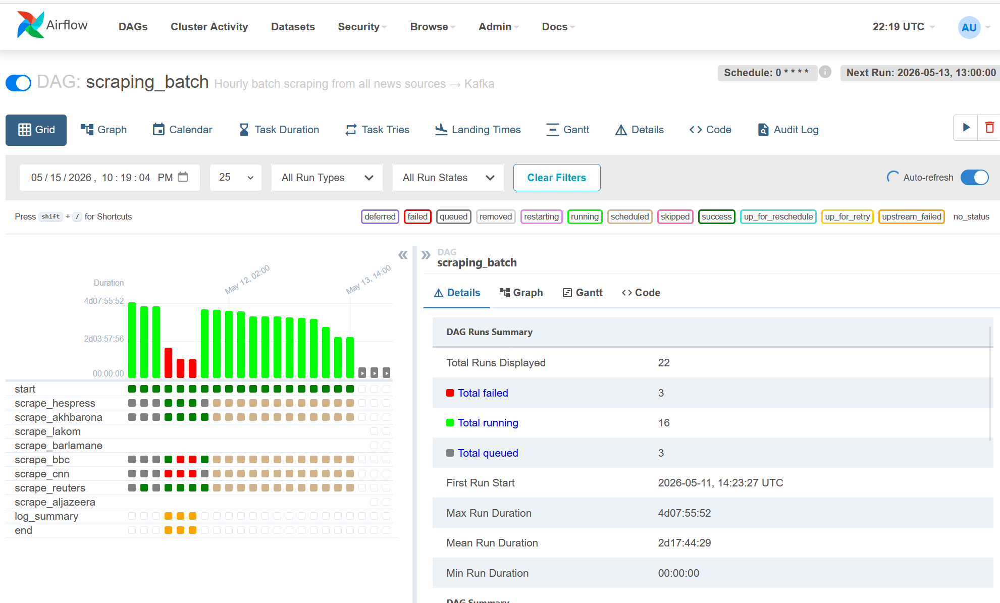 Airflow
DAGs Cluster Activity Datasets Security Browse Admin Docs 22:19 UTC AU
DAG: scraping_batch Hourly batch scraping from all news sources → Kafka
Schedule: 0 * * * * i Next Run: 2026-05-13, 13:00:00
Grid Graph Calendar Task Duration Task Tries Landing Times Gantt Details Code Audit Log
05/15/2026, 10:19:04 PM 25 All Run Types All Run States Clear Filters Auto-refresh
Press shift + / for Shortcuts
deferred failed queued removed restarting running scheduled skipped success up_for_reschedule up_for_retry upstream_failed no_status
May 12, 02:00
May 13, 14:00
Duration
4d07:55:52
2d03:57:56
00:00:00
start
scrape_hespress
scrape_akhbarona
scrape_lakom
scrape_barlamane
scrape_bbc
scrape_cnn
scrape_reuters
scrape_aljazeera
log_summary
end
DAG
scraping_batch
Details Graph Gantt Code
DAG Runs Summary
Total Runs Displayed 22
Total failed 3
Total running 16
Total queued 3
First Run Start 2026-05-11, 14:23:27 UTC
Max Run Duration 4d07:55:52
Mean Run Duration 2d17:44:29
Min Run Duration 00:00:00
DAG Summary